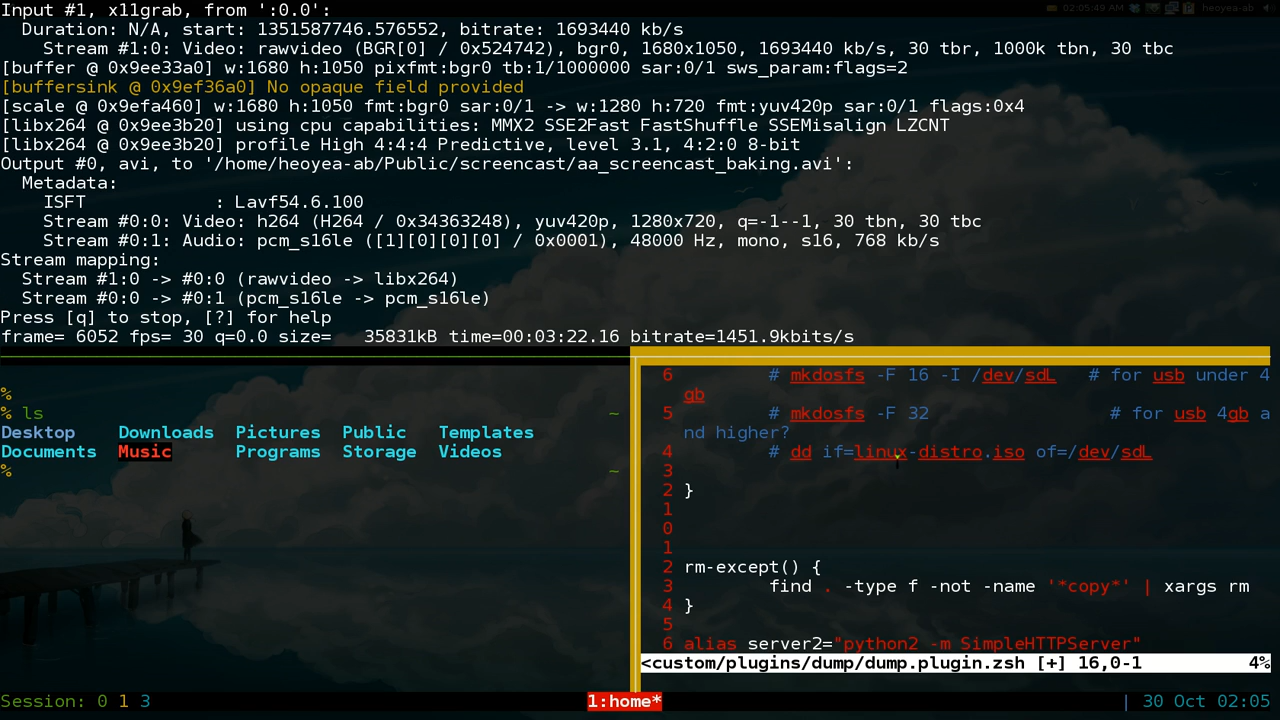 Input #1, x11grab, from ':0.0':
02:05:49 AM heoyea-ab
Duration: N/A, start: 1351587746.576552, bitrate: 1693440 kb/s
Stream #1:0: Video: rawvideo (BGR[0] / 0x524742), bgr0, 1680x1050, 1693440 kb/s, 30 tbr, 1000k tbn, 30 tbc
[buffer @ 0x9ee33a0] w:1680 h:1050 pixfmt:bgr0 tb:1/1000000 sar:0/1 sws_param:flags=2
[buffersink @ 0x9ef36a0] No opaque field provided
[scale @ 0x9efa460] w:1680 h:1050 fmt:bgr0 sar:0/1 -> w:1280 h:720 fmt:yuv420p sar:0/1 flags:0x4
[libx264 @ 0x9ee3b20] using cpu capabilities: MMX2 SSE2Fast FastShuffle SSEMisalign LZCNT
[libx264 @ 0x9ee3b20] profile High 4:4:4 Predictive, level 3.1, 4:2:0 8-bit
Output #0, avi, to '/home/heoyea-ab/Public/screencast/aa_screencast_baking.avi':
Metadata:
ISFT : Lavf54.6.100
Stream #0:0: Video: h264 (H264 / 0x34363248), yuv420p, 1280x720, q=-1--1, 30 tbn, 30 tbc
Stream #0:1: Audio: pcm_s16le ([1][0][0][0] / 0x0001), 48000 Hz, mono, s16, 768 kb/s
Stream mapping:
Stream #1:0 -> #0:0 (rawvideo -> libx264)
Stream #0:0 -> #0:1 (pcm_s16le -> pcm_s16le)
Press [q] to stop, [?] for help
frame= 6052 fps= 30 q=0.0 size= 35831kB time=00:03:22.16 bitrate=1451.9kbits/s
%
% ls ~
Desktop Downloads Pictures Public Templates
Documents Music Programs Storage Videos
% ~
6 # mkdosfs -F 16 -I /dev/sdL # for usb under 4
gb
5 # mkdosfs -F 32 # for usb 4gb a
nd higher?
4 # dd if=linux-distro.iso of=/dev/sdL
3
2 }
1
0
1
2 rm-except() {
3 find . -type f -not -name '*copy*' | xargs rm
4 }
5
6 alias server2="python2 -m SimpleHTTPServer"
<custom/plugins/dump/dump.plugin.zsh [+] 16,0-1 4%
Session: 0 1 3 1:home* | 30 Oct 02:05